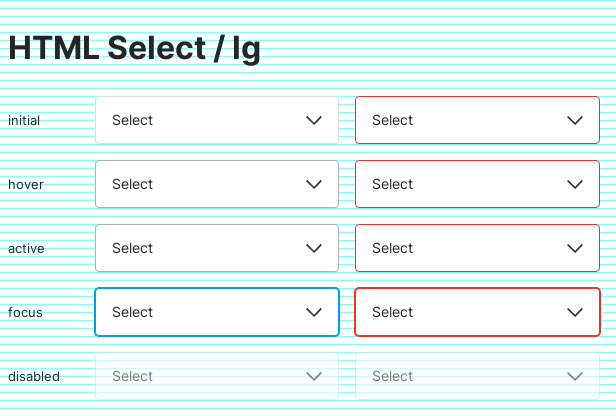 HTML Select / lg
initial Select Select
hover Select Select
active Select Select
focus Select Select
disabled Select Select